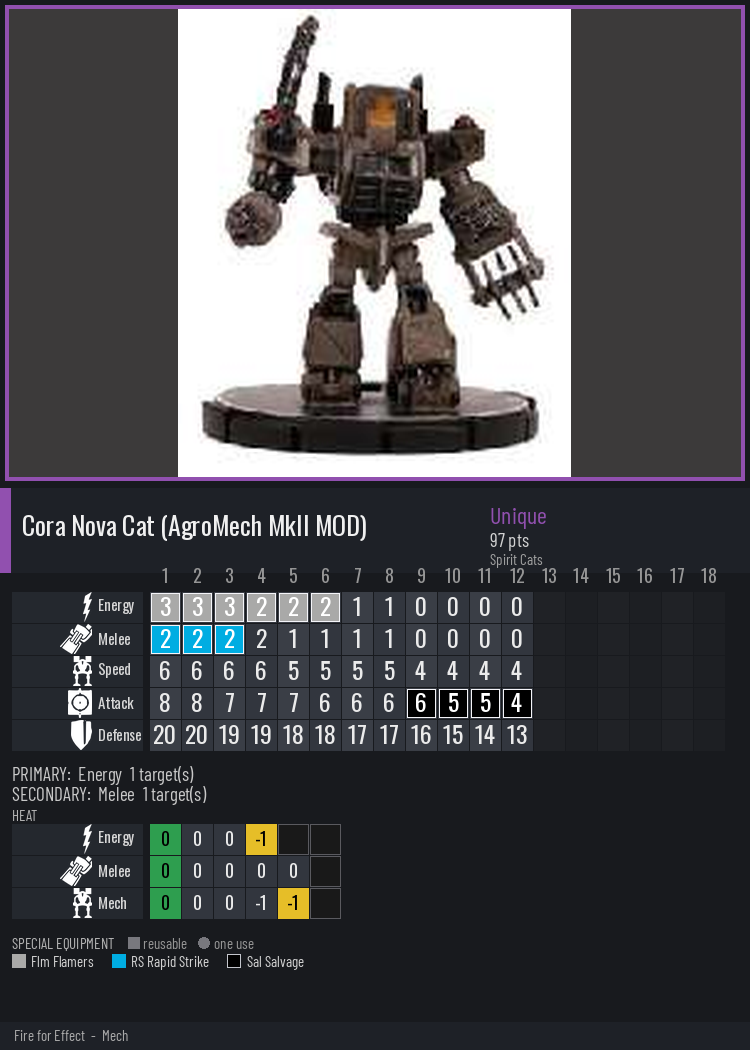 Cora Nova Cat (AgroMech MkII MOD)
Unique
97 pts
Spirit Cats
1 2 3 4 5 6 7 8 9 10 11 12 13 14 15 16 17 18
Energy 3 3 3 2 2 2 1 1 0 0 0 0
Melee 2 2 2 2 1 1 1 1 0 0 0 0
Speed 6 6 6 6 5 5 5 5 4 4 4 4
Attack 8 8 7 7 7 6 6 6 6 5 5 4
Defense 20 20 19 19 18 18 17 17 16 15 14 13
PRIMARY: Energy 1 target(s)
SECONDARY: Melee 1 target(s)
HEAT
Energy 0 0 0 -1
Melee 0 0 0 0 0
Mech 0 0 0 -1 -1
SPECIAL EQUIPMENT reusable one use
Flm Flamers RS Rapid Strike Sal Salvage
Fire for Effect - Mech